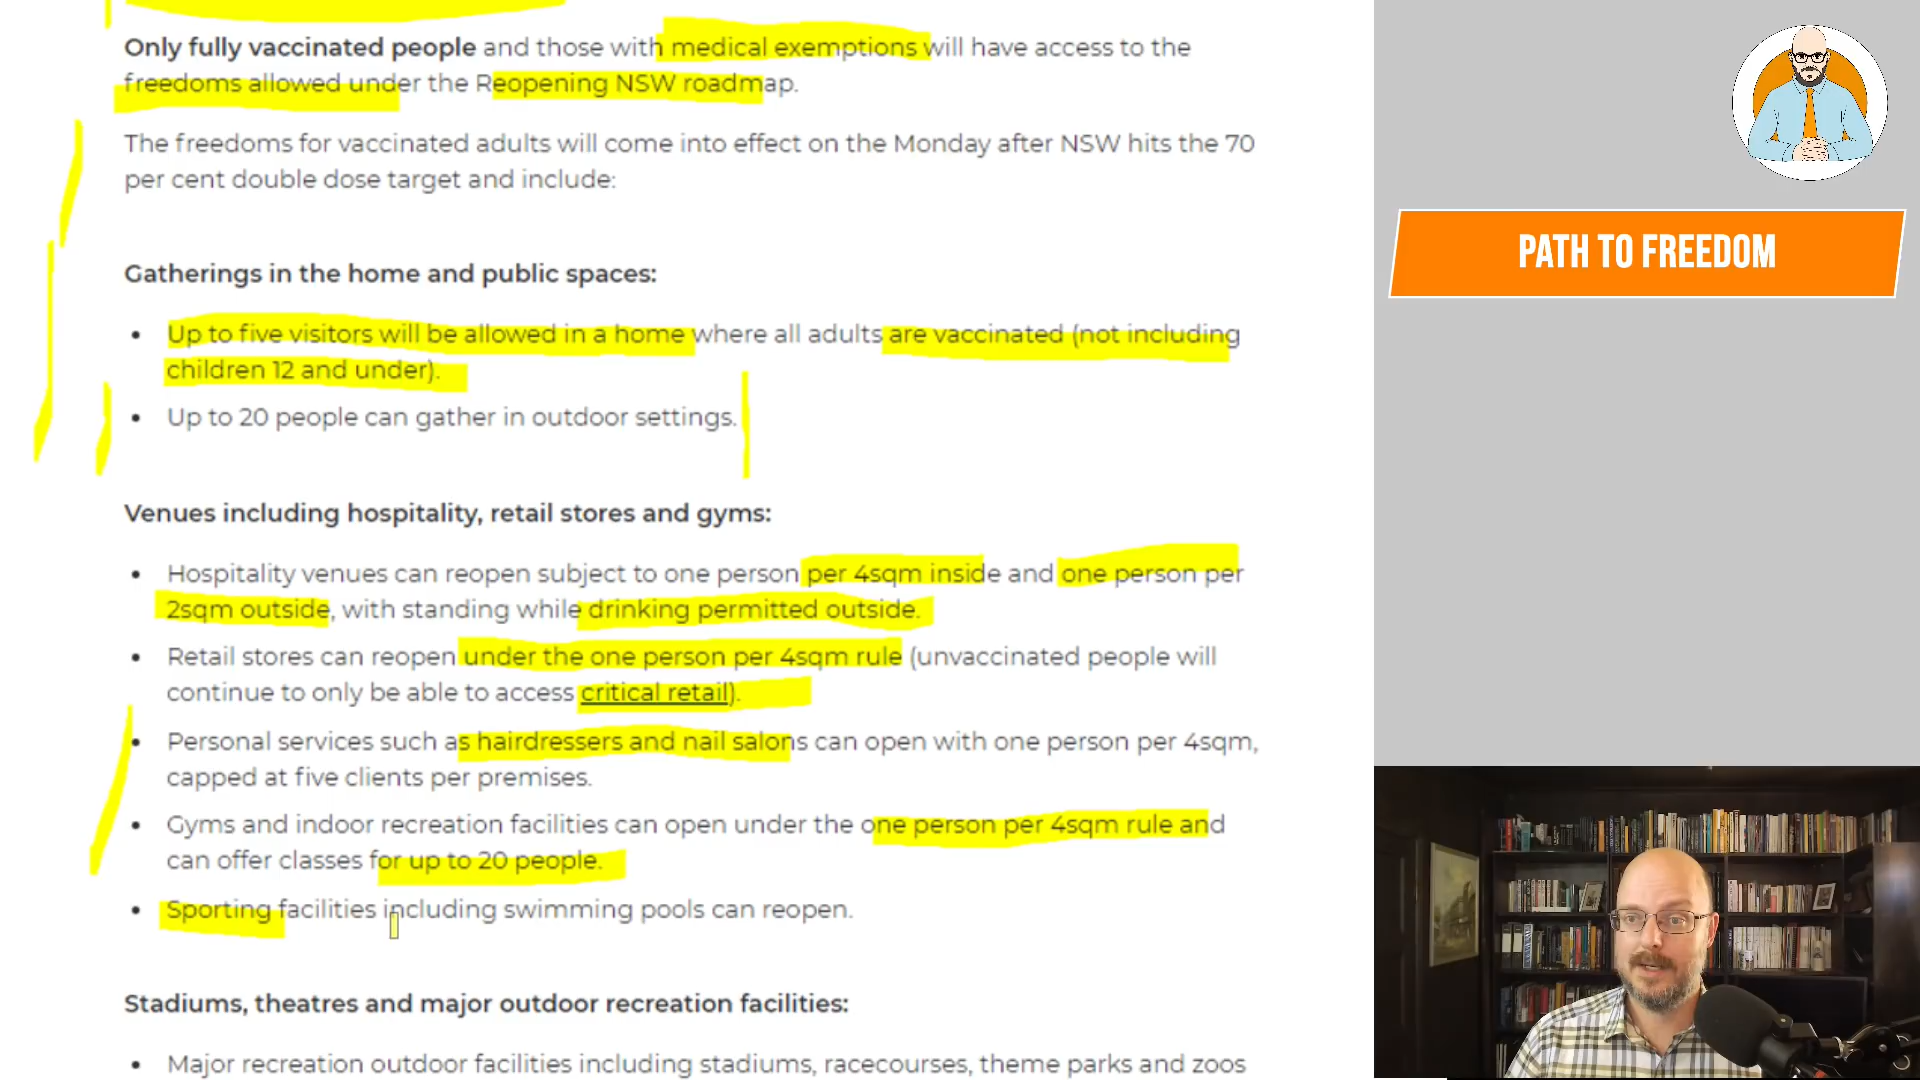 Only fully vaccinated people and those with medical exemptions will have access to the
freedoms allowed under the Reopening NSW roadmap.
The freedoms for vaccinated adults will come into effect on the Monday after NSW hits the 70
per cent double dose target and include:
Gatherings in the home and public spaces:
• Up to five visitors will be allowed in a home where all adults are vaccinated (not including
children 12 and under).
• Up to 20 people can gather in outdoor settings.
Venues including hospitality, retail stores and gyms:
• Hospitality venues can reopen subject to one person per 4sqm inside and one person per
2sqm outside, with standing while drinking permitted outside.
• Retail stores can reopen under the one person per 4sqm rule (unvaccinated people will
continue to only be able to access critical retail).
• Personal services such as hairdressers and nail salons can open with one person per 4sqm,
capped at five clients per premises.
• Gyms and indoor recreation facilities can open under the one person per 4sqm rule and
can offer classes for up to 20 people.
• Sporting facilities including swimming pools can reopen.
Stadiums, theatres and major outdoor recreation facilities:
• Major recreation outdoor facilities including stadiums, racecourses, theme parks and zoos
PATH TO FREEDOM